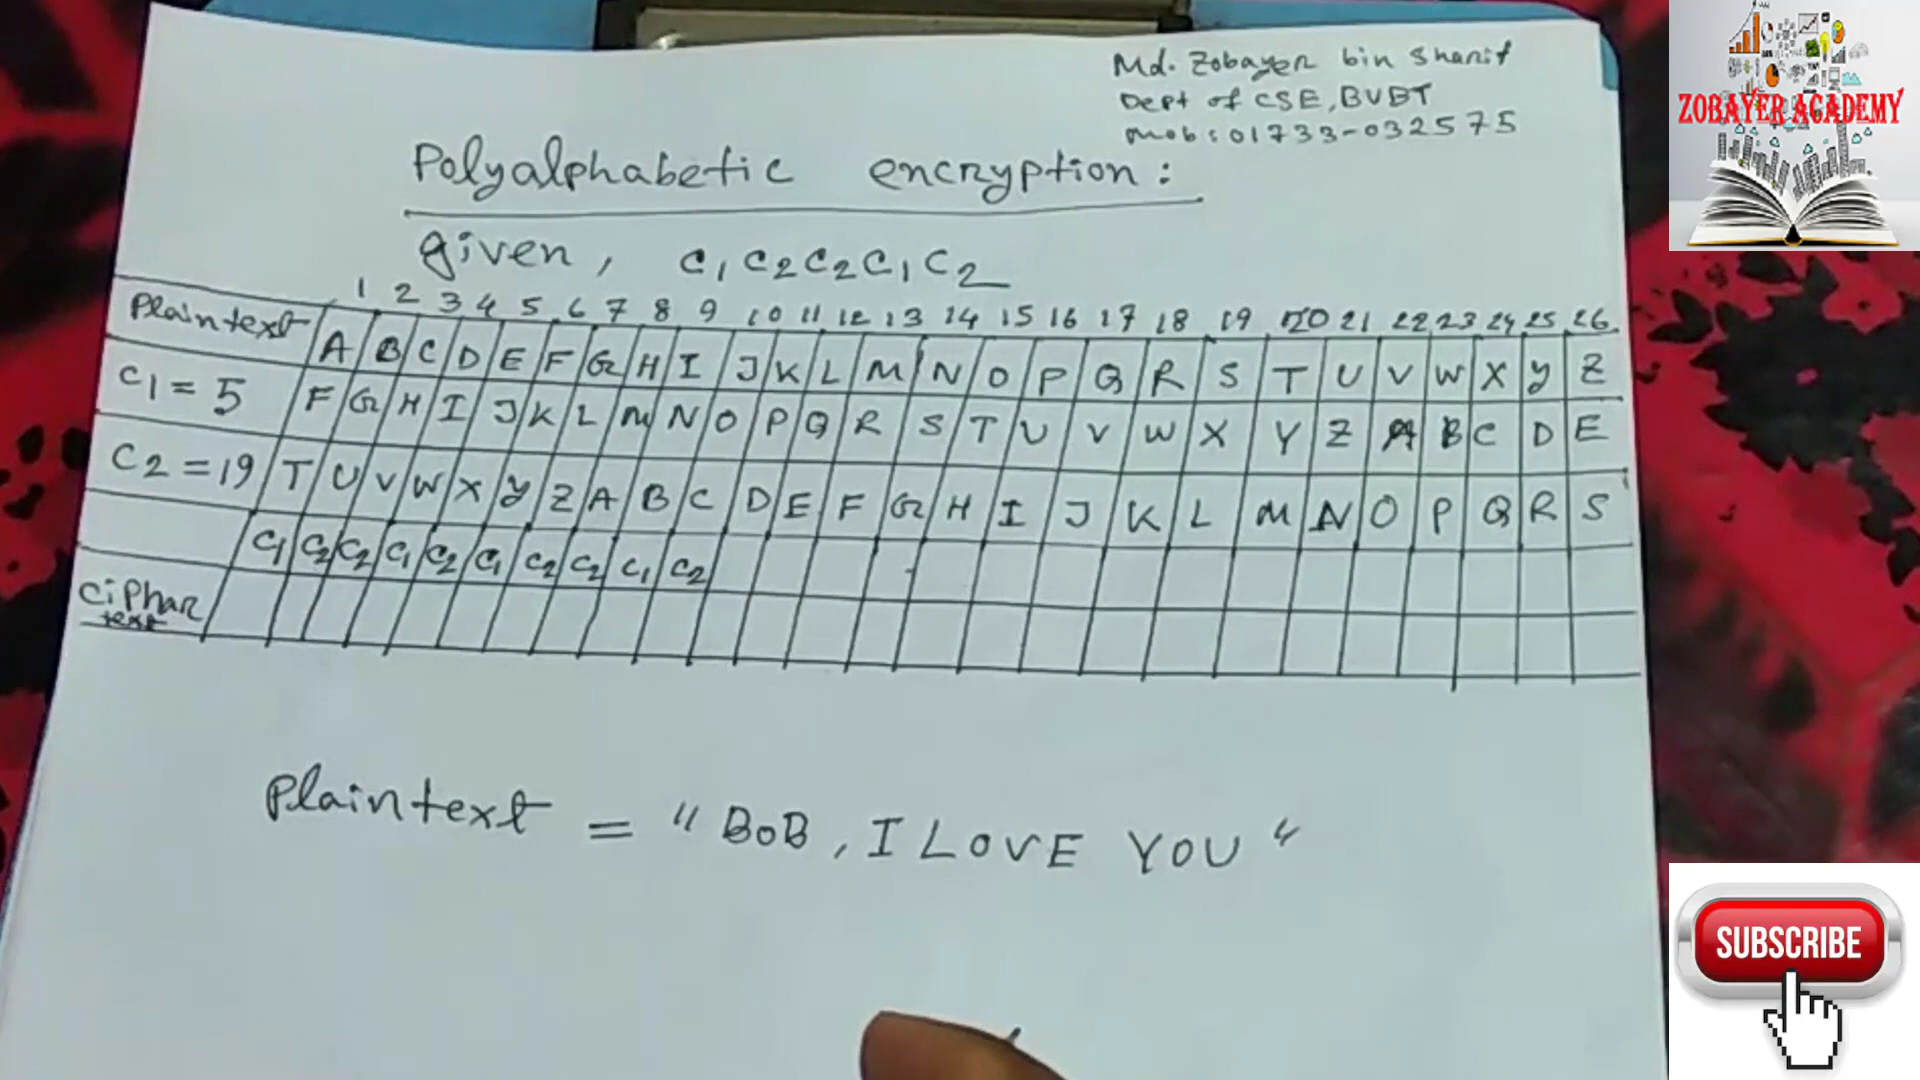 Md. Zobayer bin Sharif
Dept of CSE, BUBT
mob: 01733-032575
ZOBAYER ACADEMY
Polyalphabetic encryption:
given, C1 C2 C2 C1 C2
1 2 3 4 5 6 7 8 9 10 11 12 13 14 15 16 17 18 19 20 21 22 23 24 25 26
Plaintext A B C D E F G H I J K L M N O P Q R S T U V W X Y Z
C1 = 5 F G H I J K L M N O P Q R S T U V W X Y Z A B C D E
C2 = 19 T U V W X Y Z A B C D E F G H I J K L M N O P Q R S
C1 C2 C2 C1 C2 C1 C2 C2 C1 C2
Ciphar
text
Plaintext = "BoB, I LOVE YOU"
SUBSCRIBE